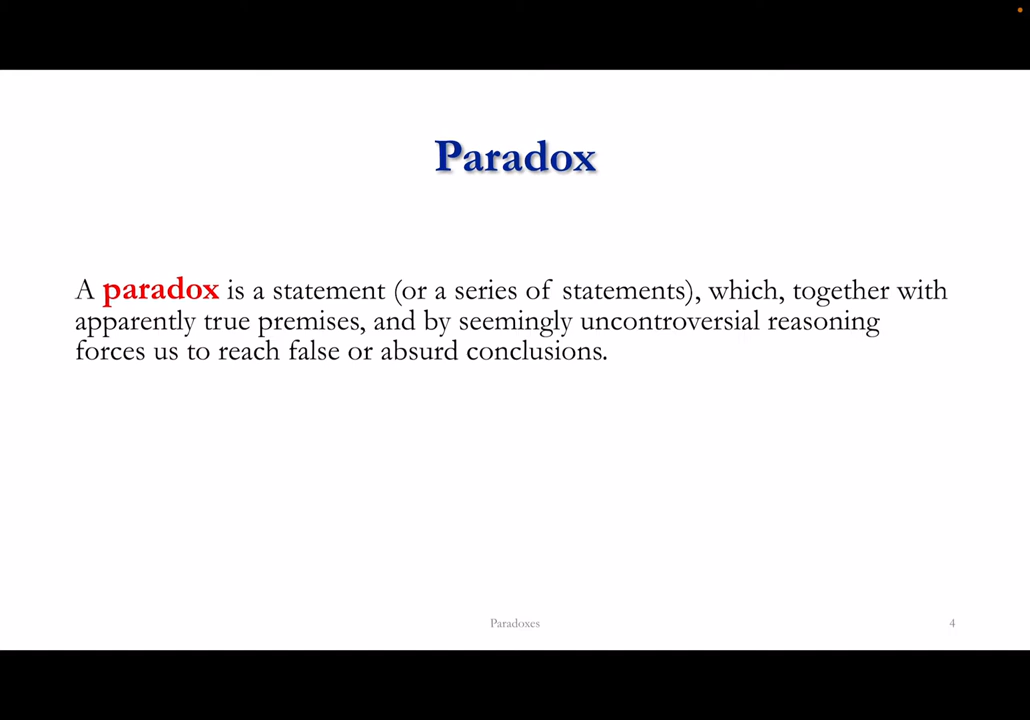 Paradox
A paradox is a statement (or a series of statements), which, together with
apparently true premises, and by seemingly uncontroversial reasoning
forces us to reach false or absurd conclusions.
Paradoxes
4